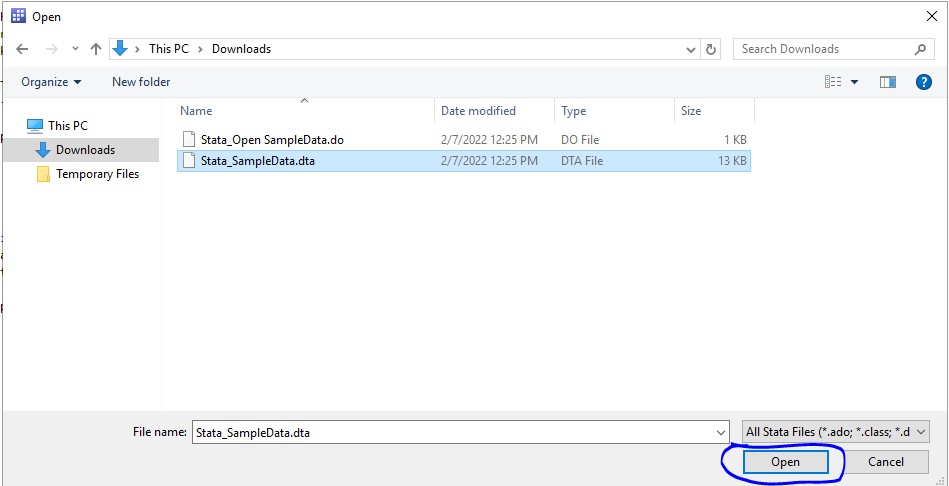 Open
This PC > Downloads
Search Downloads
Organize New folder
Name Date modified Type Size
This PC
Downloads
Temporary Files
Stata_Open SampleData.do 2/7/2022 12:25 PM DO File 1 KB
Stata_SampleData.dta 2/7/2022 12:25 PM DTA File 13 KB
File name: Stata_SampleData.dta All Stata Files (*.ado; *.class; *.d
Open Cancel